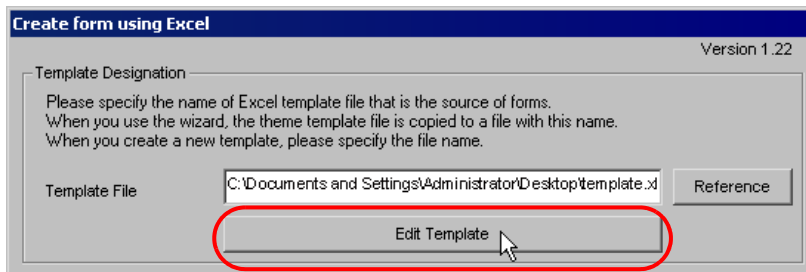 Create form using Excel
Version 1.22
Template Designation
Please specify the name of Excel template file that is the source of forms.
When you use the wizard, the theme template file is copied to a file with this name.
When you create a new template, please specify the file name.
Template File C:\Documents and Settings\Administrator\Desktop\template.xl Reference
Edit Template